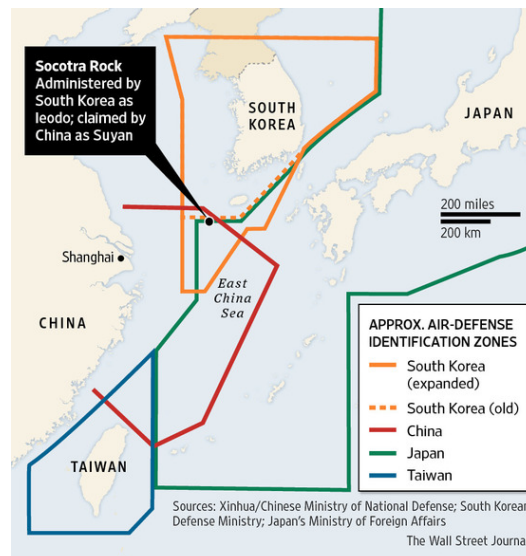 Socotra Rock
Administered by
South Korea as
Ieodo; claimed by
China as Suyan
SOUTH
KOREA
JAPAN
200 miles
200 km
Shanghai
East
China
Sea
CHINA
TAIWAN
APPROX. AIR-DEFENSE
IDENTIFICATION ZONES
South Korea
(expanded)
South Korea (old)
China
Japan
Taiwan
Sources: Xinhua/Chinese Ministry of National Defense; South Korean
Defense Ministry; Japan's Ministry of Foreign Affairs
The Wall Street Journa